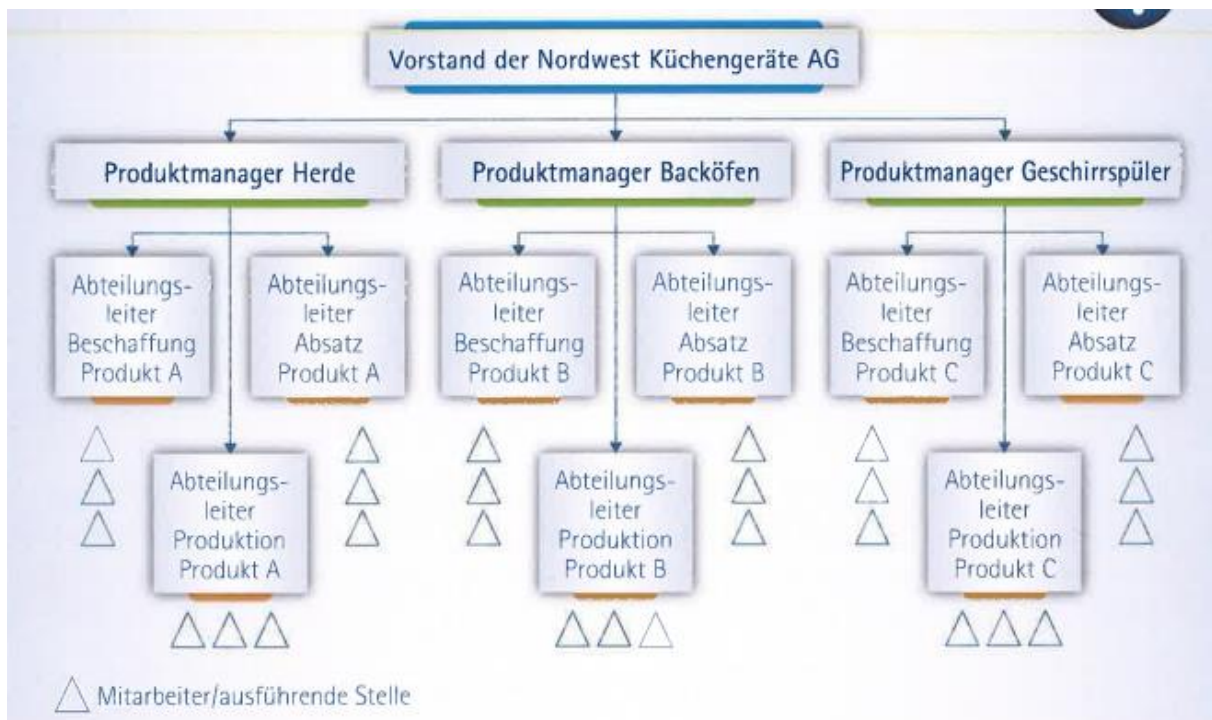 Vorstand der Nordwest Küchengeräte AG
Produktmanager Herde
Produktmanager Backöfen
Produktmanager Geschirrspüler
Abteilungs-
leiter
Beschaffung
Produkt A
Abteilungs-
leiter
Absatz
Produkt A
Abteilungs-
leiter
Beschaffung
Produkt B
Abteilungs-
leiter
Absatz
Produkt B
Abteilungs-
leiter
Beschaffung
Produkt C
Abteilungs-
leiter
Absatz
Produkt C
Abteilungs-
leiter
Produktion
Produkt A
Abteilungs-
leiter
Produktion
Produkt B
Abteilungs-
leiter
Produktion
Produkt C
Mitarbeiter/ausführende Stelle